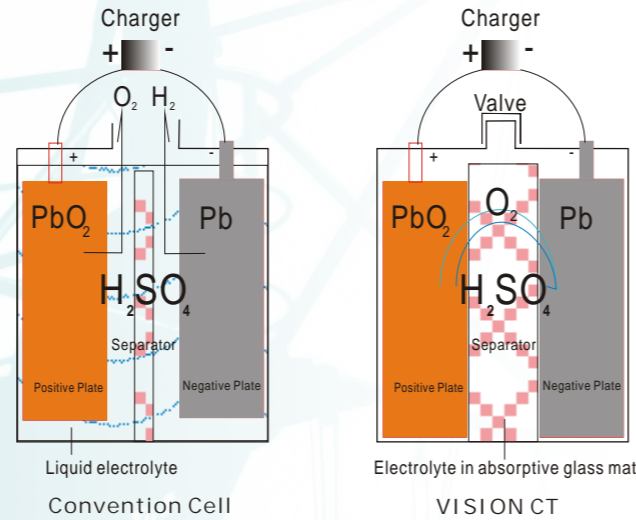 Charger
+ -
O₂ H₂
+ -
PbO₂ Pb
H₂SO₄
Separator
Positive Plate Negative Plate
Liquid electrolyte
Convention Cell
Charger
+ -
Valve
+ -
PbO₂ O₂ Pb
H₂SO₄
Separator
Positive Plate Negative Plate
Electrolyte in absorptive glass mat
VISION CT